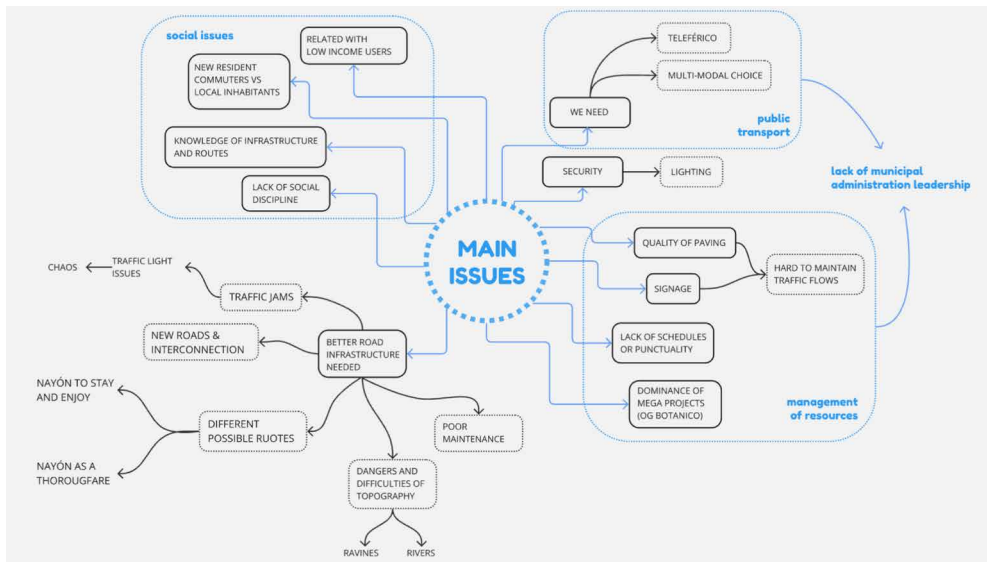 social issues
RELATED WITH
LOW INCOME USERS
NEW RESIDENT
COMMUTERS VS
LOCAL INHABITANTS
KNOWLEDGE OF INFRASTRUCTURE
AND ROUTES
LACK OF SOCIAL
DISCIPLINE
TELEFÉRICO
MULTI-MODAL CHOICE
WE NEED
public
transport
SECURITY
LIGHTING
lack of municipal
administration leadership
MAIN
ISSUES
QUALITY OF PAVING
SIGNAGE
HARD TO MAINTAIN
TRAFFIC FLOWS
LACK OF SCHEDULES
OR PUNCTUALITY
DOMINANCE OF
MEGA PROJECTS
(OG BOTANICO)
management
of resources
CHAOS
TRAFFIC LIGHT
ISSUES
TRAFFIC JAMS
NEW ROADS &
INTERCONNECTION
BETTER ROAD
INFRASTRUCTURE
NEEDED
NAYÓN TO STAY
AND ENJOY
DIFFERENT
POSSIBLE RUOTES
NAYÓN AS A
THOROUGFARE
POOR
MAINTENANCE
DANGERS AND
DIFFICULTIES OF
TOPOGRAPHY
RAVINES
RIVERS